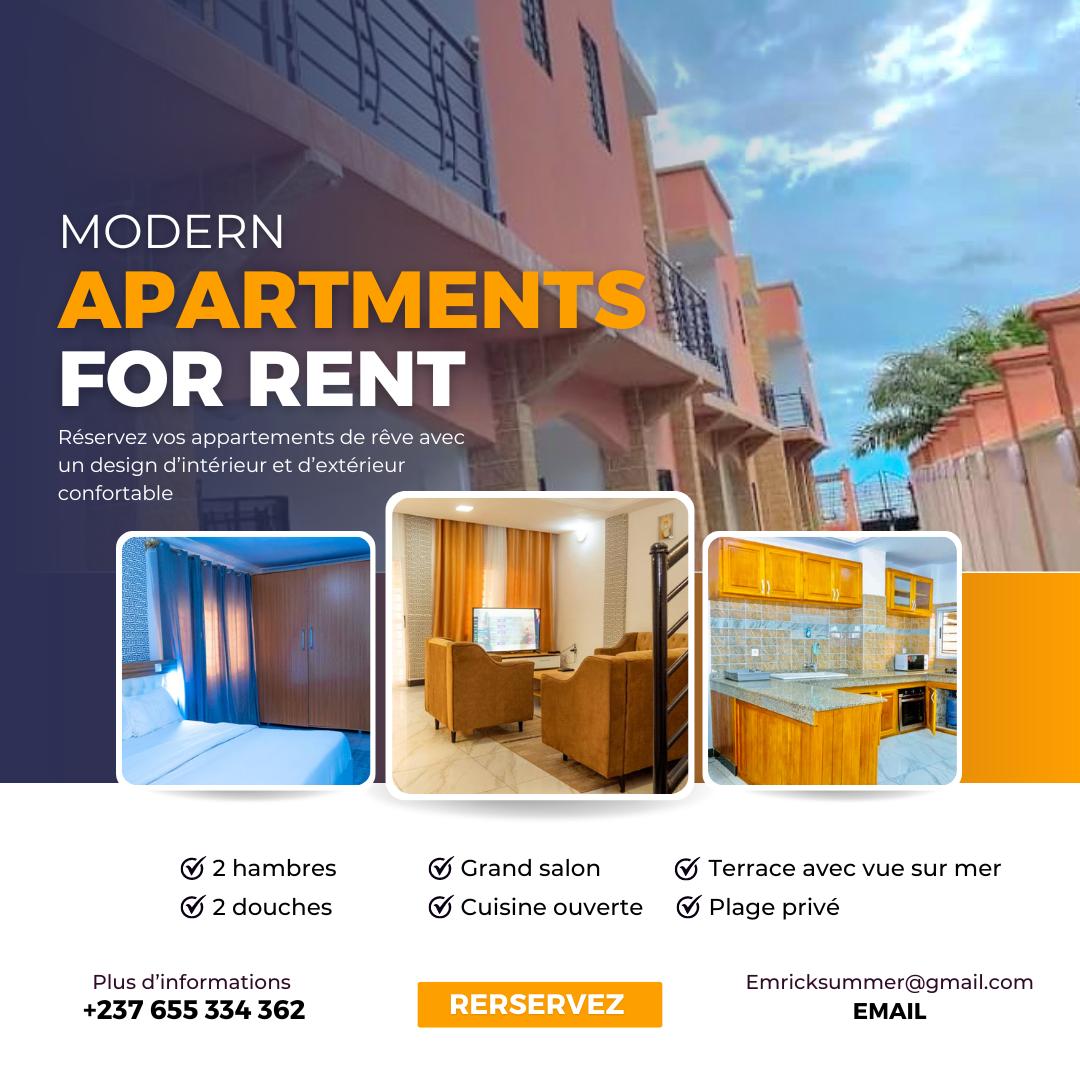 MODERN
APARTMENTS
FOR RENT
Réservez vos appartements de rêve avec
un design d’intérieur et d’extérieur
confortable
2 hambres
Grand salon
Terrace avec vue sur mer
2 douches
Cuisine ouverte
Plage privé
Plus d’informations
+237 655 334 362
RERSERVEZ
Emricksummer@gmail.com
EMAIL